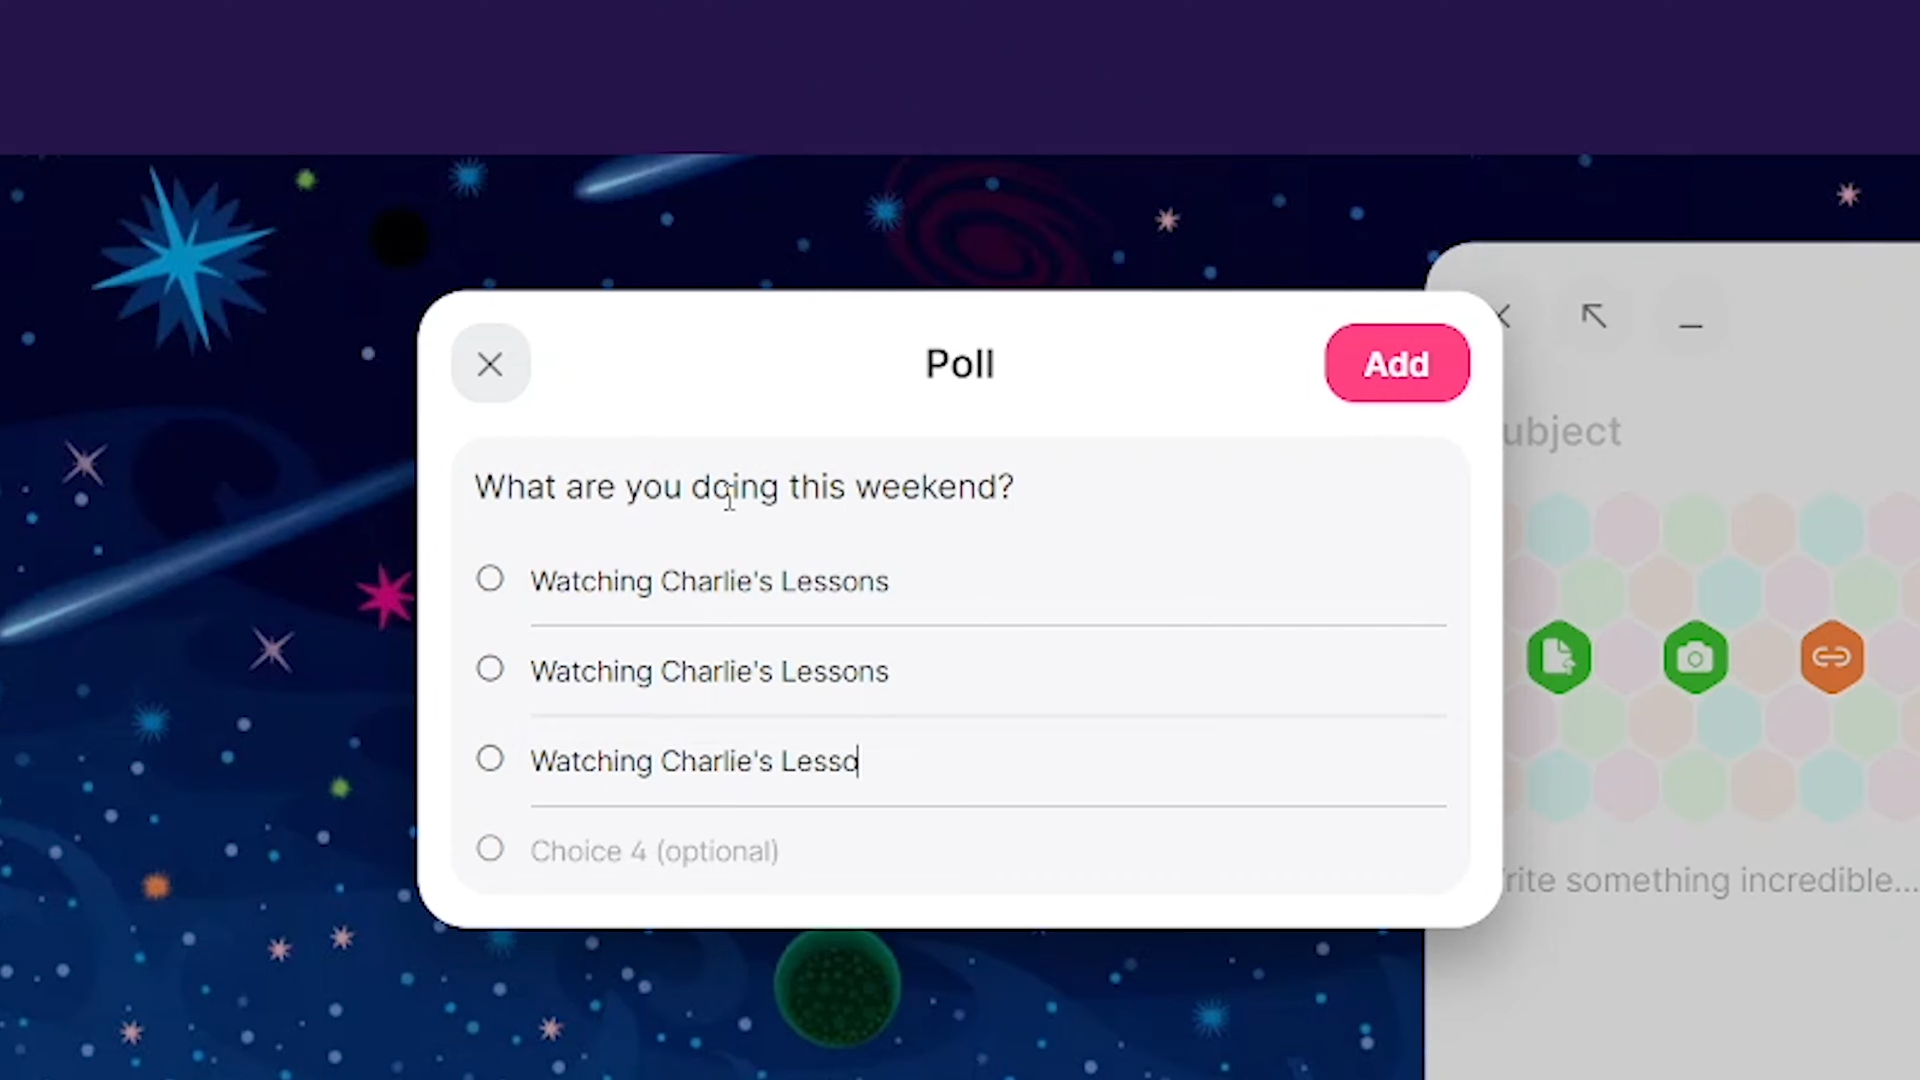 Poll
Add
What are you doing this weekend?
Watching Charlie's Lessons
Watching Charlie's Lessons
Watching Charlie's Lesso
Choice 4 (optional)
ubject
rite something incredible...